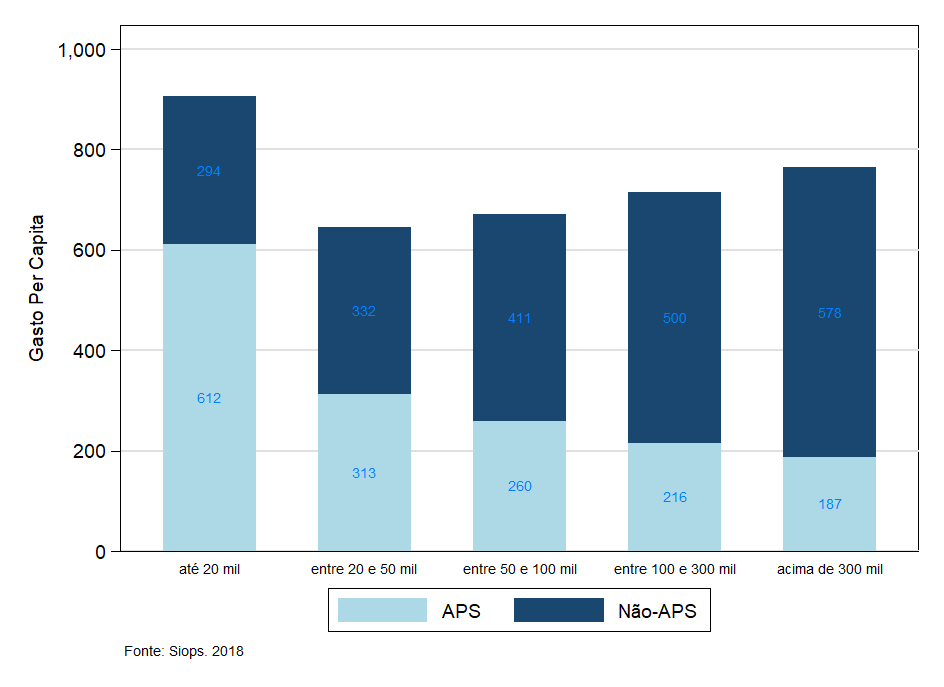 Gasto Per Capita
1,000
800
600
400
200
0
294
612
332
313
411
260
500
216
578
187
até 20 mil
entre 20 e 50 mil
entre 50 e 100 mil
entre 100 e 300 mil
acima de 300 mil
APS
Não-APS
Fonte: Siops. 2018